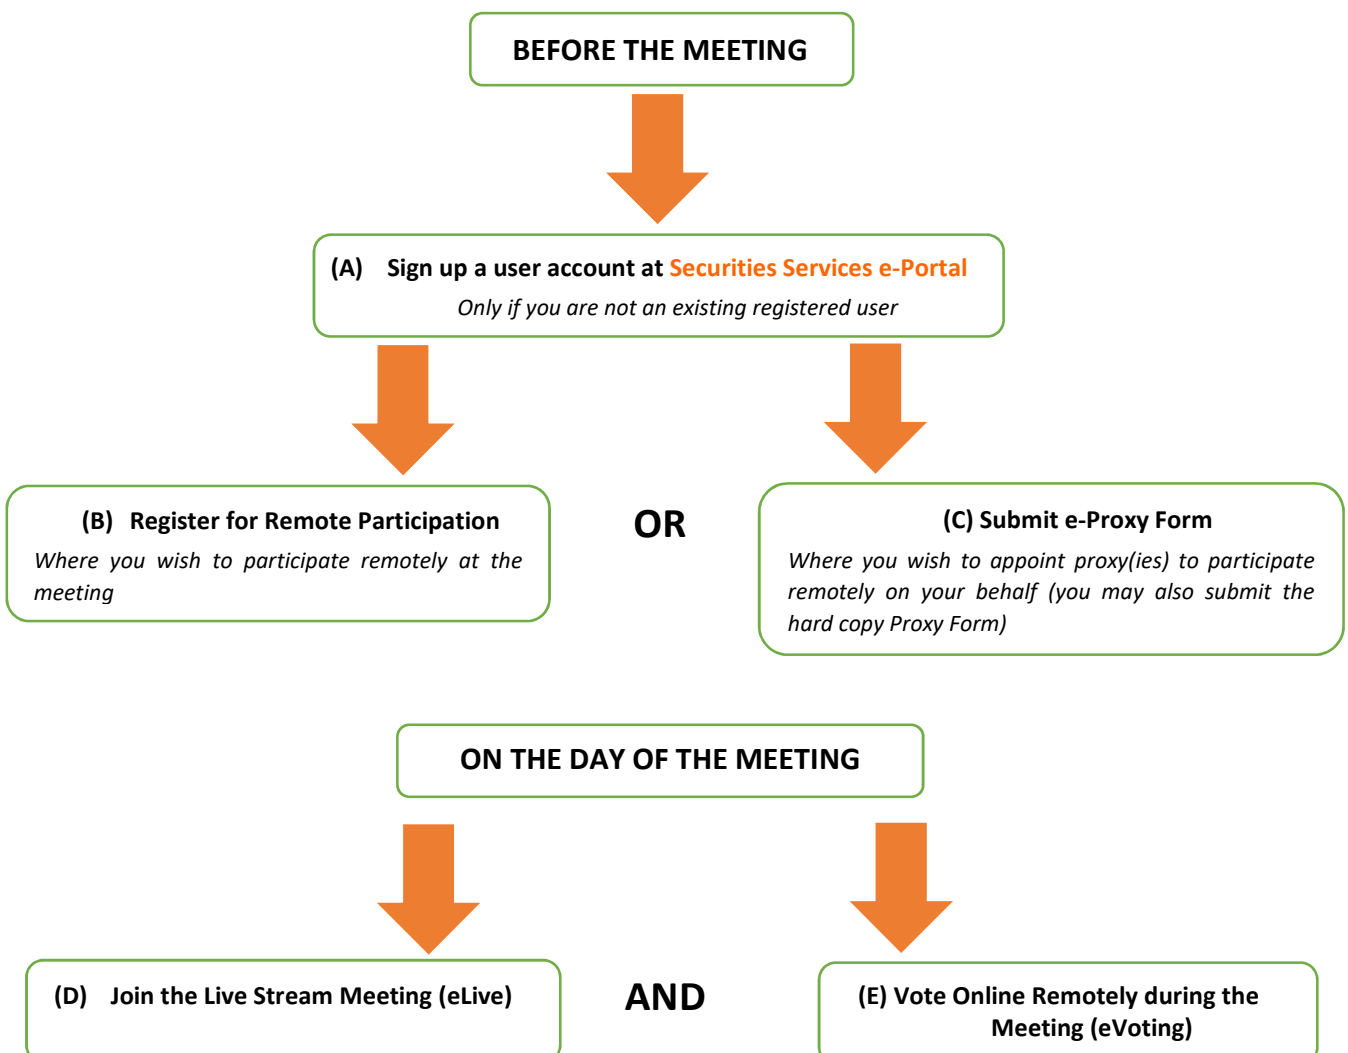 BEFORE THE MEETING
(A) Sign up a user account at Securities Services e-Portal
Only if you are not an existing registered user
(B) Register for Remote Participation
Where you wish to participate remotely at the
meeting
OR
(C) Submit e-Proxy Form
Where you wish to appoint proxy(ies) to participate
remotely on your behalf (you may also submit the
hard copy Proxy Form)
ON THE DAY OF THE MEETING
(D) Join the Live Stream Meeting (eLive)
AND
(E) Vote Online Remotely during the
Meeting (eVoting)